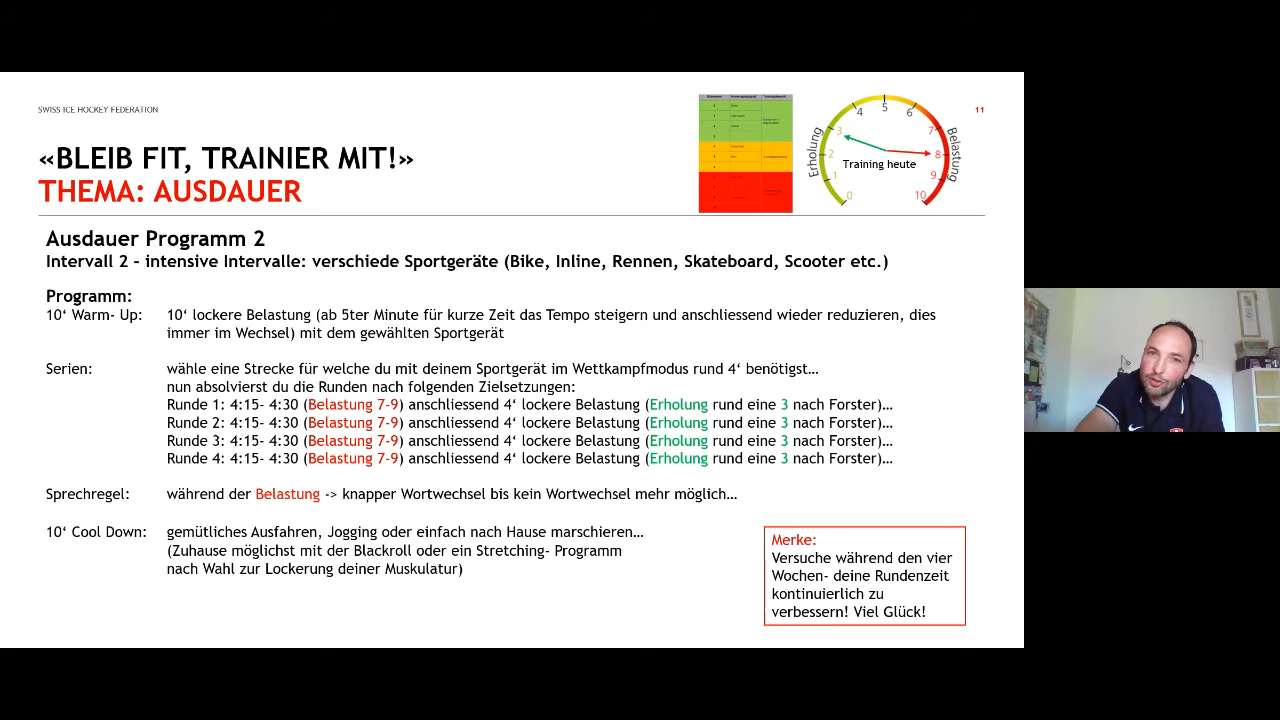 SWISS ICE HOCKEY FEDERATION
11
«BLEIB FIT, TRAINIER MIT!»
THEMA: AUSDAUER
Erholung
0
1
2
3
4
5
6
7
8
9
10
Belastung
Training heute
Ausdauer Programm 2
Intervall 2 – intensive Intervalle: verschiede Sportgeräte (Bike, Inline, Rennen, Skateboard, Scooter etc.)
Programm:
10‘ Warm- Up: 10‘ lockere Belastung (ab 5ter Minute für kurze Zeit das Tempo steigern und anschliessend wieder reduzieren, dies
immer im Wechsel) mit dem gewählten Sportgerät
Serien: wähle eine Strecke für welche du mit deinem Sportgerät im Wettkampfmodus rund 4‘ benötigst…
nun absolvierst du die Runden nach folgenden Zielsetzungen:
Runde 1: 4:15- 4:30 (Belastung 7-9) anschliessend 4‘ lockere Belastung (Erholung rund eine 3 nach Forster)…
Runde 2: 4:15- 4:30 (Belastung 7-9) anschliessend 4‘ lockere Belastung (Erholung rund eine 3 nach Forster)…
Runde 3: 4:15- 4:30 (Belastung 7-9) anschliessend 4‘ lockere Belastung (Erholung rund eine 3 nach Forster)…
Runde 4: 4:15- 4:30 (Belastung 7-9) anschliessend 4‘ lockere Belastung (Erholung rund eine 3 nach Forster)…
Sprechregel: während der Belastung -> knapper Wortwechsel bis kein Wortwechsel mehr möglich…
10‘ Cool Down: gemütliches Ausfahren, Jogging oder einfach nach Hause marschieren…
(Zuhause möglichst mit der Blackroll oder ein Stretching- Programm
nach Wahl zur Lockerung deiner Muskulatur)
Merke:
Versuche während den vier
Wochen- deine Rundenzeit
kontinuierlich zu
verbessern! Viel Glück!